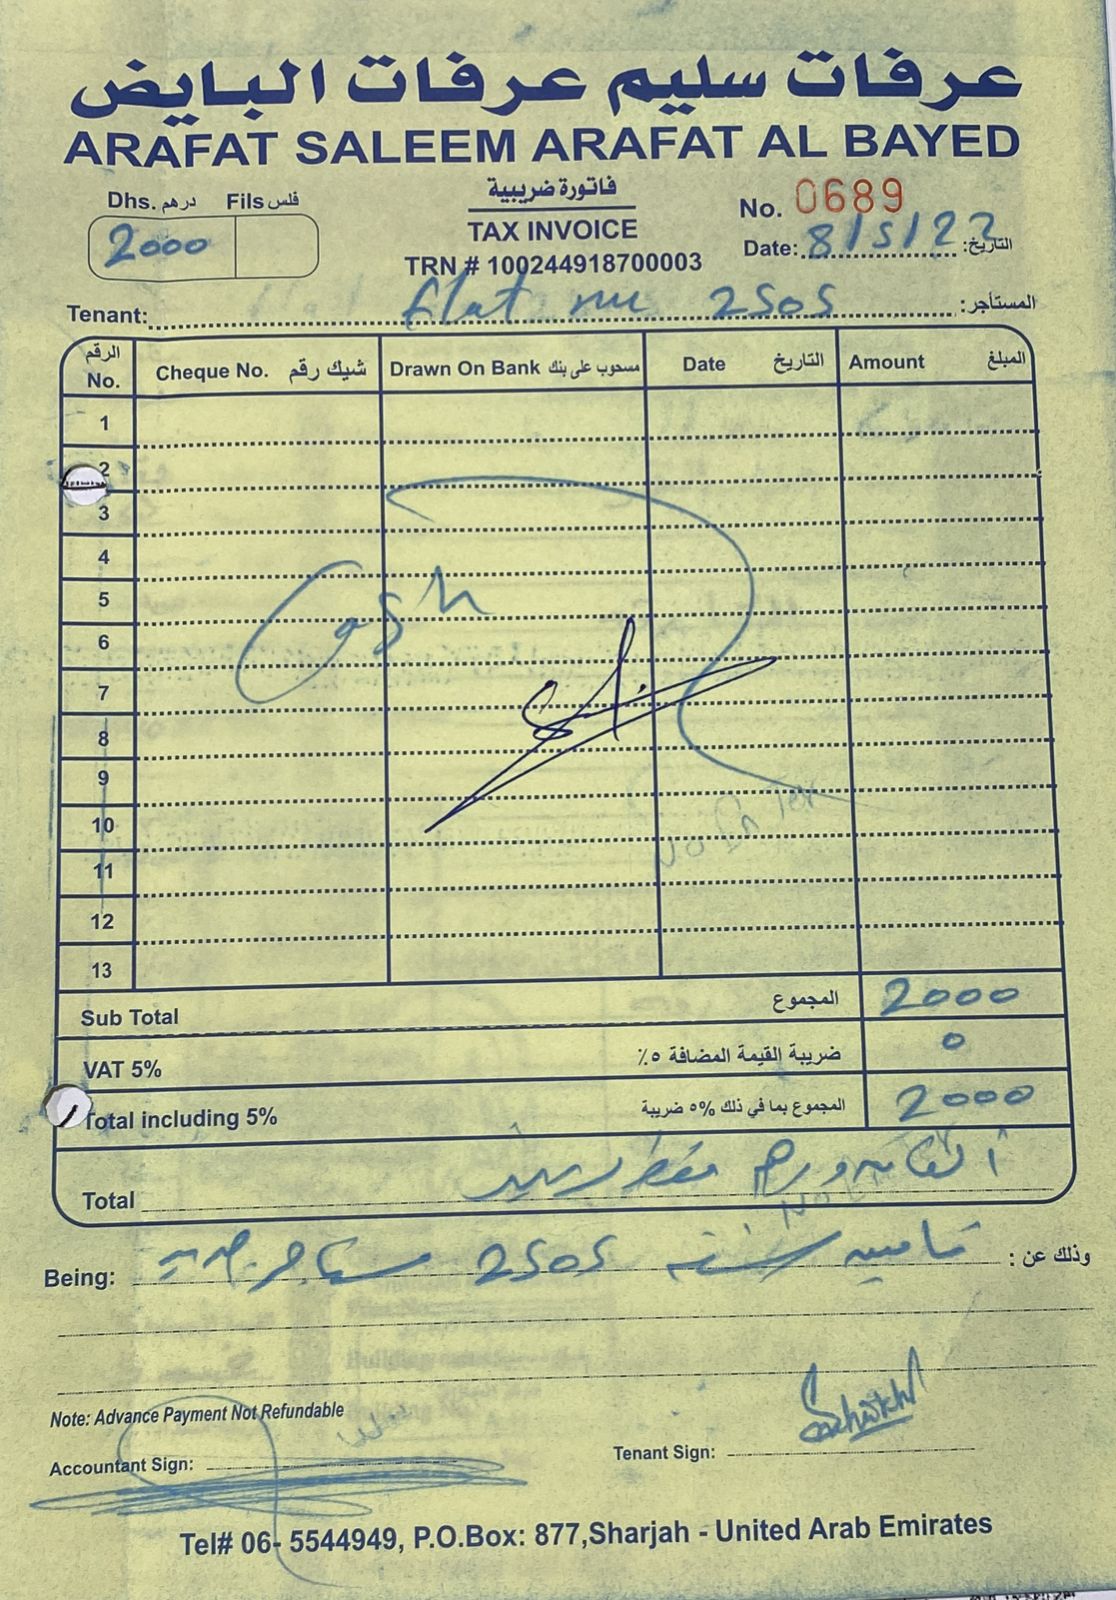 عرفات سليم عرفات البايض
ARAFAT SALEEM ARAFAT AL BAYED
Dhs. درهم Fils فلس
2000
فاتورة ضريبية
TAX INVOICE
TRN # 100244918700003
No. 0689
Date: 8/5/22 التاريخ:
Tenant: flat 2505 المستأجر:
الرقم No. Cheque No. شيك رقم Drawn On Bank مسحوب على بنك Date التاريخ Amount المبلغ
1
2
3
4
5
6
7
8
9
10
11
12
13
Cash
Sub Total المجموع 2000
VAT 5% ضريبة القيمة المضافة ٥٪ 0
Total including 5% المجموع بما في ذلك %٥ ضريبة 2000
Total درهم فقط
Being: تامين شقة 2505 وذلك عن :
Note: Advance Payment Not Refundable
Accountant Sign:
Tenant Sign:
Tel# 06- 5544949, P.O.Box: 877,Sharjah - United Arab Emirates